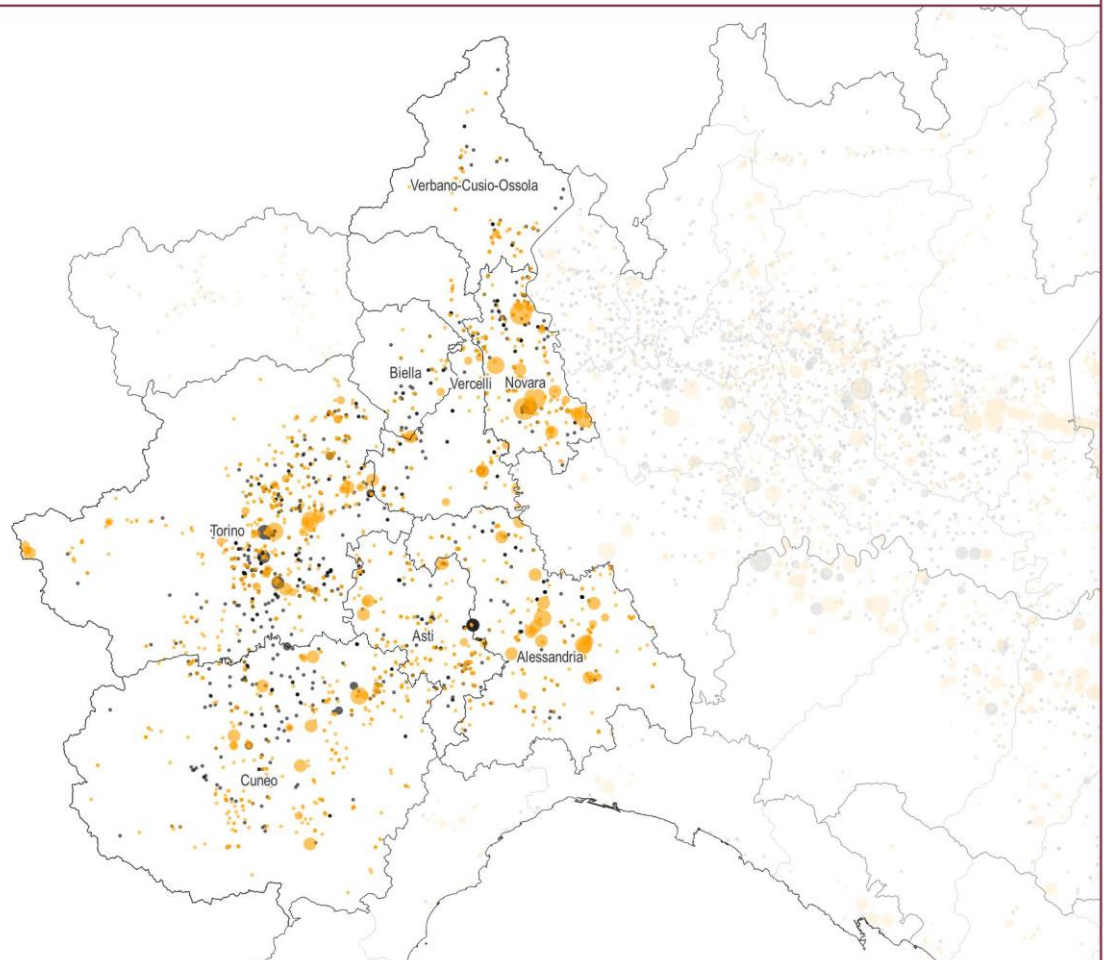 Verbano-Cusio-Ossola
Biella
Vercelli
Novara
Torino
Asti
Alessandria
Cuneo